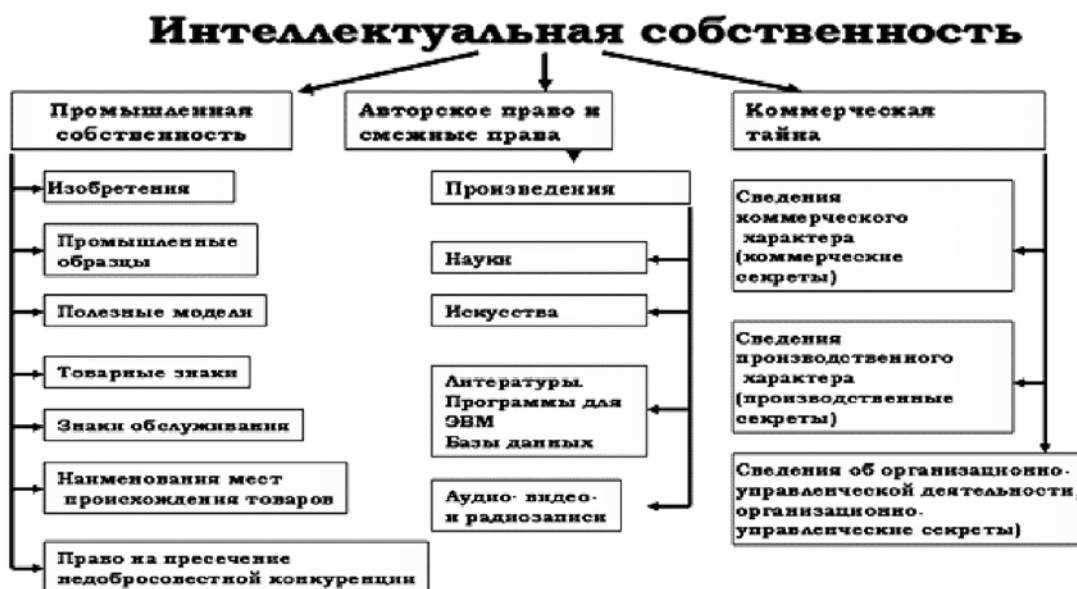 Интеллектуальная собственность
Промышленная
собственность
Изобретения
Промышленные
образцы
Полезные модели
Товарные знаки
Знаки обслуживания
Наименования мест
происхождения товаров
Право на пресечение
недобросовестной конкуренции
Авторское право и
смежные права
Произведения
Науки
Искусства
Литературы.
Программы для
ЭВМ
Базы данных
Аудио- видео-
и радиозаписи
Коммерческая
тайна
Сведения
коммерческого
характера
(коммерческие
секреты)
Сведения
производственного
характера
(производственные
секреты)
Сведения об организационно-
управленческой деятельности,
организационно-
управленческие секреты)